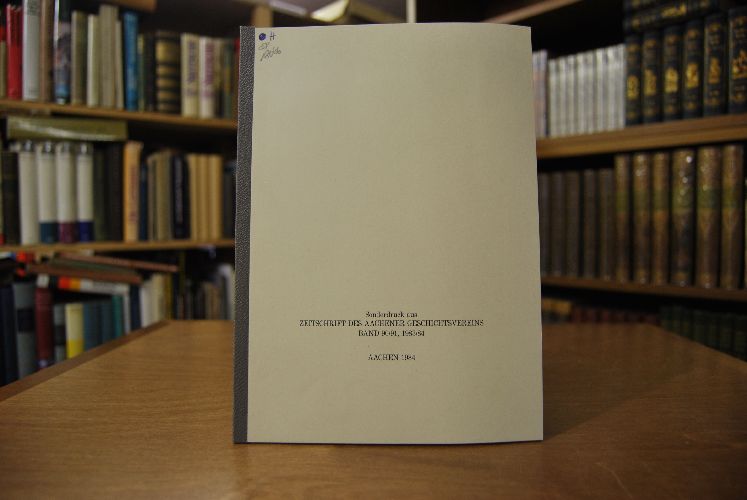 Sonderdruck aus
ZEITSCHRIFT DES AACHENER GESCHICHTSVEREINS
BAND 90/91, 1983/84
AACHEN 1984